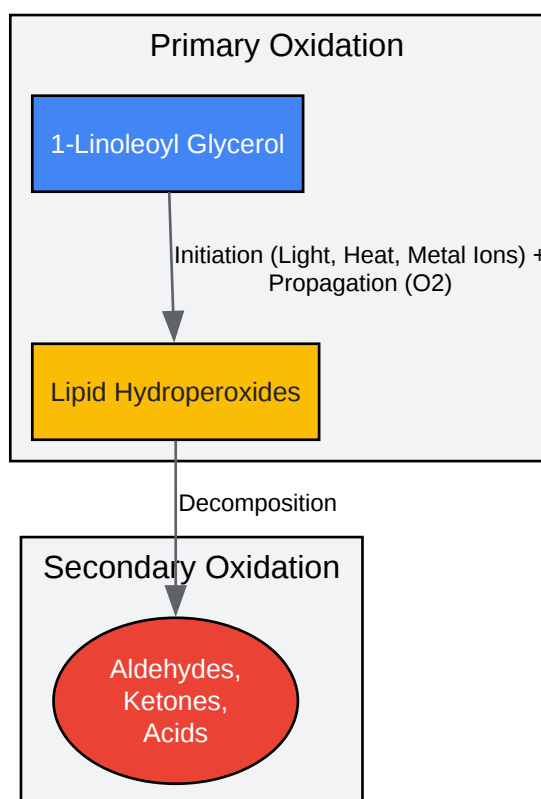 Primary Oxidation
1-Linoleoyl Glycerol
Initiation (Light, Heat, Metal Ions) +
Propagation (O2)
Lipid Hydroperoxides
Decomposition
Secondary Oxidation
Aldehydes,
Ketones,
Acids